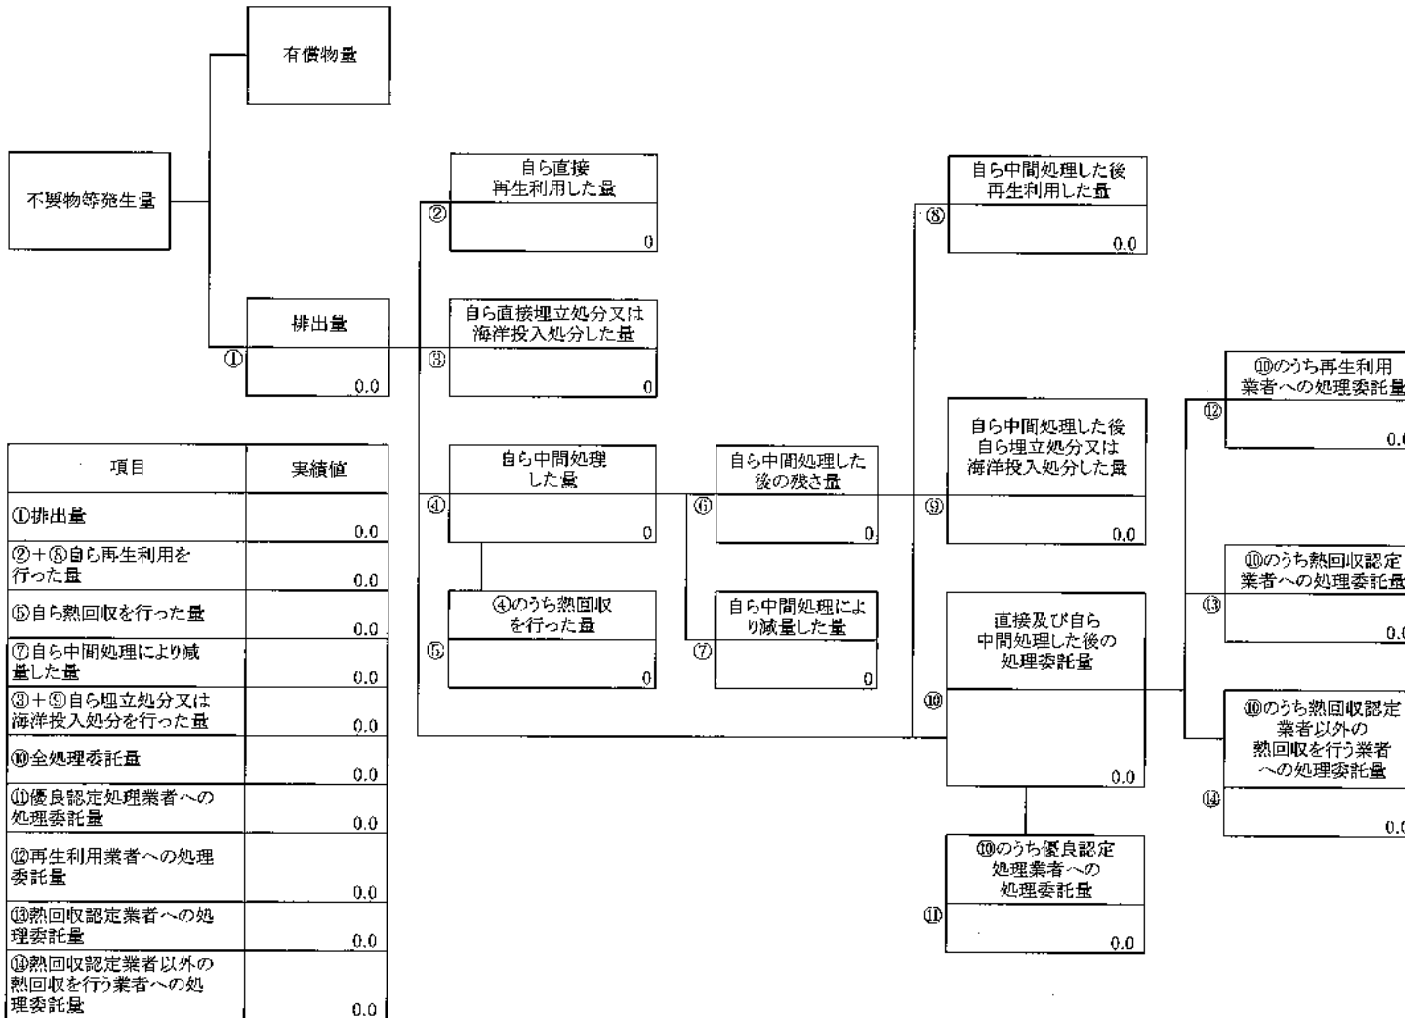 有償物量
不要物等発生量
自ら直接
再生利用した量
②
0
自ら中間処理した後
再生利用した量
⑧
0.0
排出量
①
0.0
自ら直接埋立処分又は
海洋投入処分した量
③
0
⑩のうち再生利用
業者への処理委託量
⑫
0.0
自ら中間処理
した量
④
0
自ら中間処理した
後の残さ量
⑥
0
自ら中間処理した後
自ら埋立処分又は
海洋投入処分した量
⑨
0.0
⑩のうち熱回収認定
業者への処理委託量
⑬
0.0
④のうち熱回収
を行った量
⑤
0
自ら中間処理によ
り減量した量
⑦
0
直接及び自ら
中間処理した後の
処理委託量
⑩
0.0
⑩のうち熱回収認定
業者以外の
熱回収を行う業者
への処理委託量
⑭
0.0
⑩のうち優良認定
処理業者への
処理委託量
⑪
0.0
項目 実績値
①排出量
0.0
②+⑧自ら再生利用を
行った量
0.0
⑤自ら熱回収を行った量
0.0
⑦自ら中間処理により減
量した量
0.0
③+⑨自ら埋立処分又は
海洋投入処分を行った量
0.0
⑩全処理委託量
0.0
⑪優良認定処理業者への
処理委託量
0.0
⑫再生利用業者への処理
委託量
0.0
⑬熱回収認定業者への処
理委託量
0.0
⑭熱回収認定業者以外の
熱回収を行う業者への処
理委託量
0.0